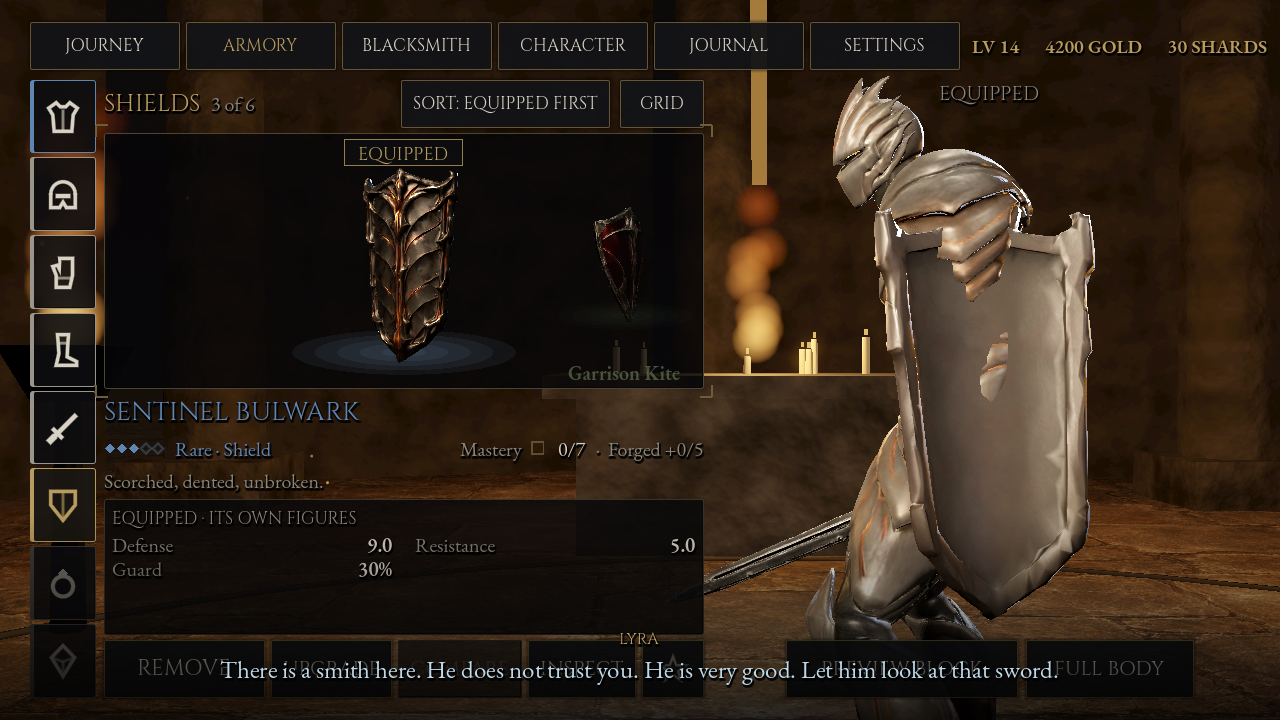 JOURNEY ARMORY BLACKSMITH CHARACTER JOURNAL SETTINGS LV 14 4200 GOLD 30 SHARDS
SHIELDS 3 of 6 SORT: EQUIPPED FIRST GRID EQUIPPED
EQUIPPED
Garrison Kite
SENTINEL BULWARK
Rare · Shield Mastery 0/7 · Forged +0/5
Scorched, dented, unbroken.
EQUIPPED · ITS OWN FIGURES
Defense 9.0 Resistance 5.0
Guard 30%
LYRA
REMOVE INSPECT PREVIEW BLOCK FULL BODY
There is a smith here. He does not trust you. He is very good. Let him look at that sword.